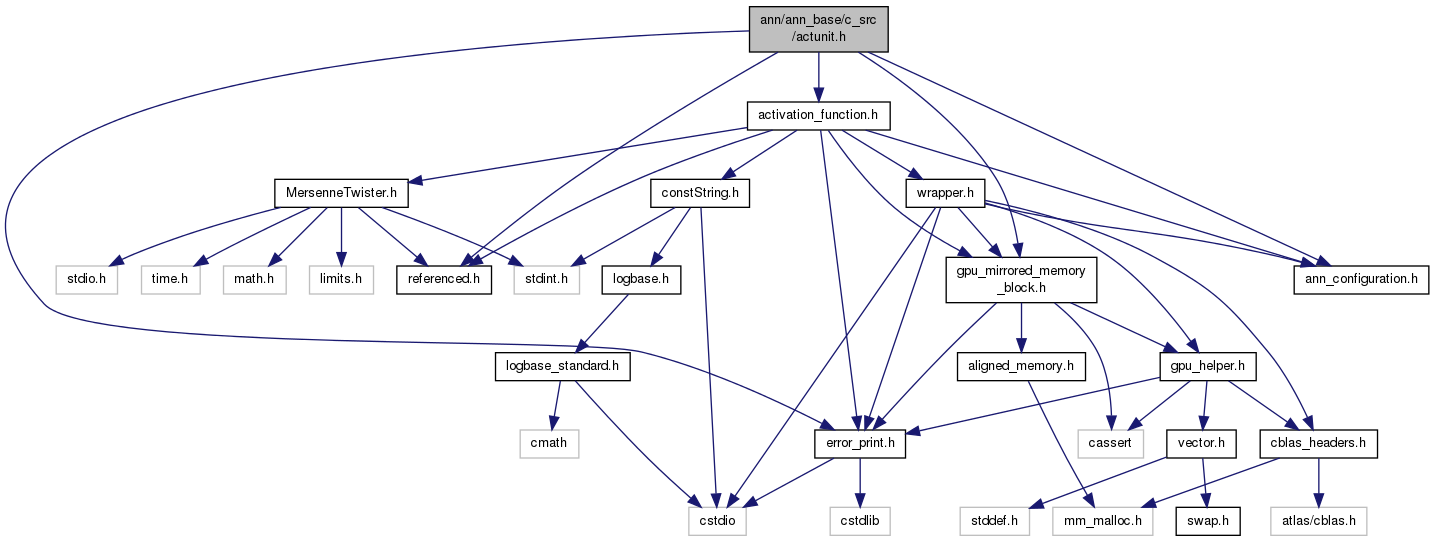 ann/ann_base/c_src
/actunit.h
activation_function.h
MersenneTwister.h
constString.h
wrapper.h
stdio.h
time.h
math.h
limits.h
referenced.h
stdint.h
logbase.h
gpu_mirrored_memory
_block.h
ann_configuration.h
logbase_standard.h
aligned_memory.h
gpu_helper.h
cmath
error_print.h
cassert
vector.h
cblas_headers.h
cstdio
cstdlib
stddef.h
mm_malloc.h
swap.h
atlas/cblas.h